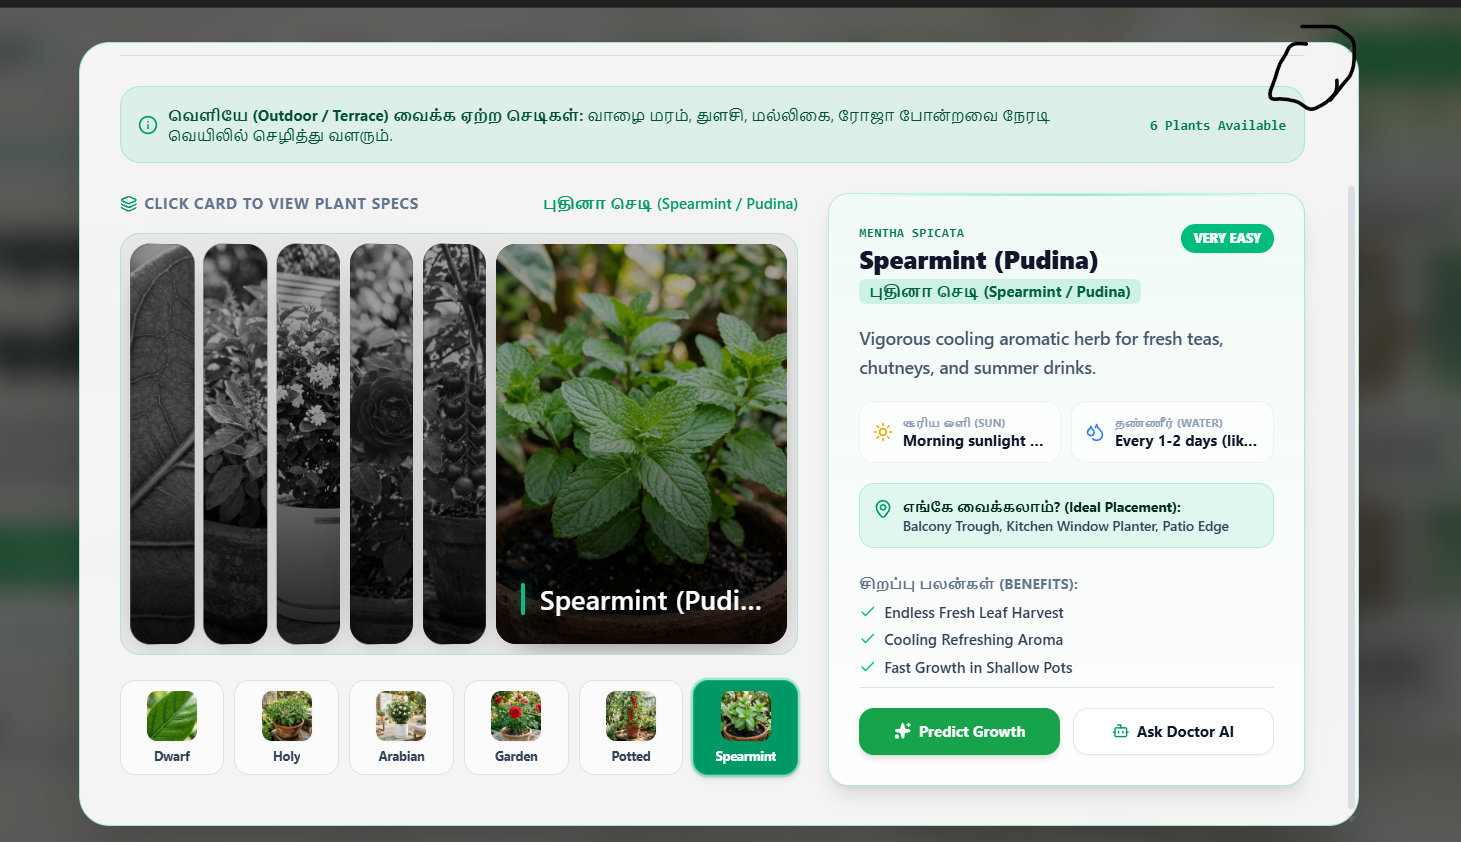 வெளியே (Outdoor / Terrace) வைக்க ஏற்ற செடிகள்: வாழை மரம், துளசி, மல்லிகை, ரோஜா போன்றவை நேரடி
வெயிலில் செழித்து வளரும்.
6 Plants Available
CLICK CARD TO VIEW PLANT SPECS
புதினா செடி (Spearmint / Pudina)
Spearmint (Pudi...
Dwarf
Holy
Arabian
Garden
Potted
Spearmint
MENTHA SPICATA
VERY EASY
Spearmint (Pudina)
புதினா செடி (Spearmint / Pudina)
Vigorous cooling aromatic herb for fresh teas,
chutneys, and summer drinks.
சூரிய ஒளி (SUN)
Morning sunlight ...
தண்ணீர் (WATER)
Every 1-2 days (lik...
எங்கே வைக்கலாம்? (Ideal Placement):
Balcony Trough, Kitchen Window Planter, Patio Edge
சிறப்பு பலன்கள் (BENEFITS):
Endless Fresh Leaf Harvest
Cooling Refreshing Aroma
Fast Growth in Shallow Pots
Predict Growth
Ask Doctor AI